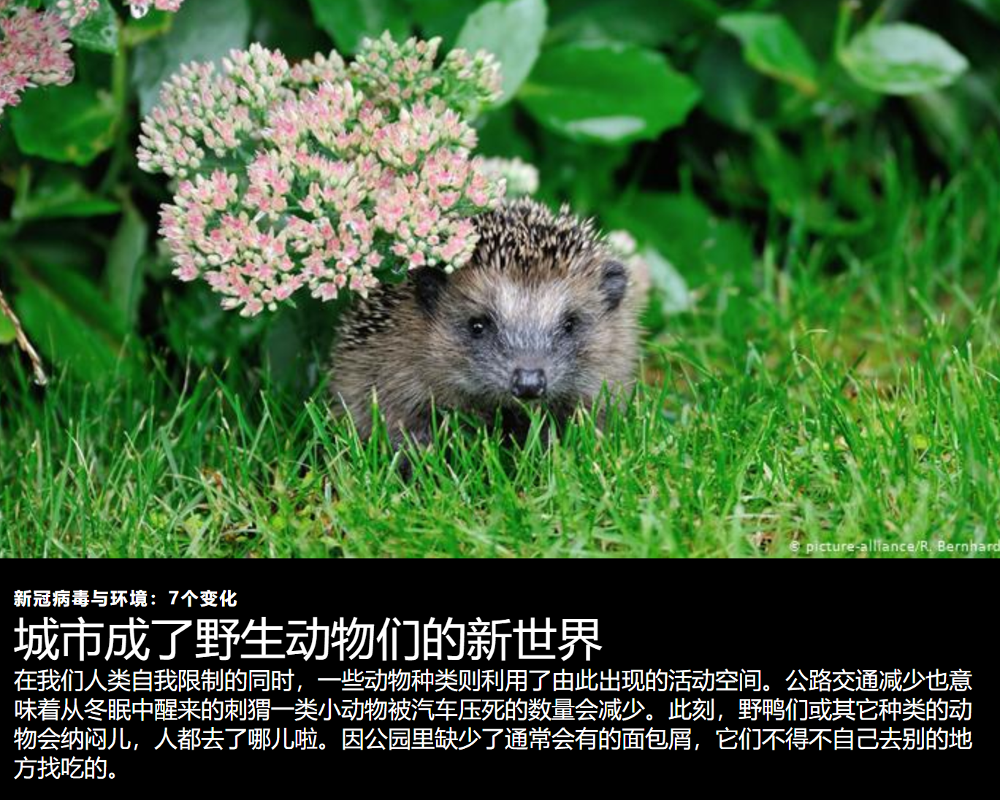 © picture-alliance/R. Bernhard
新冠病毒与环境：7个变化
城市成了野生动物们的新世界
在我们人类自我限制的同时，一些动物种类则利用了由此出现的活动空间。公路交通减少也意
味着从冬眠中醒来的刺猬一类小动物被汽车压死的数量会减少。此刻，野鸭们或其它种类的动
物会纳闷儿，人都去了哪儿啦。因公园里缺少了通常会有的面包屑，它们不得不自己去别的地
方找吃的。